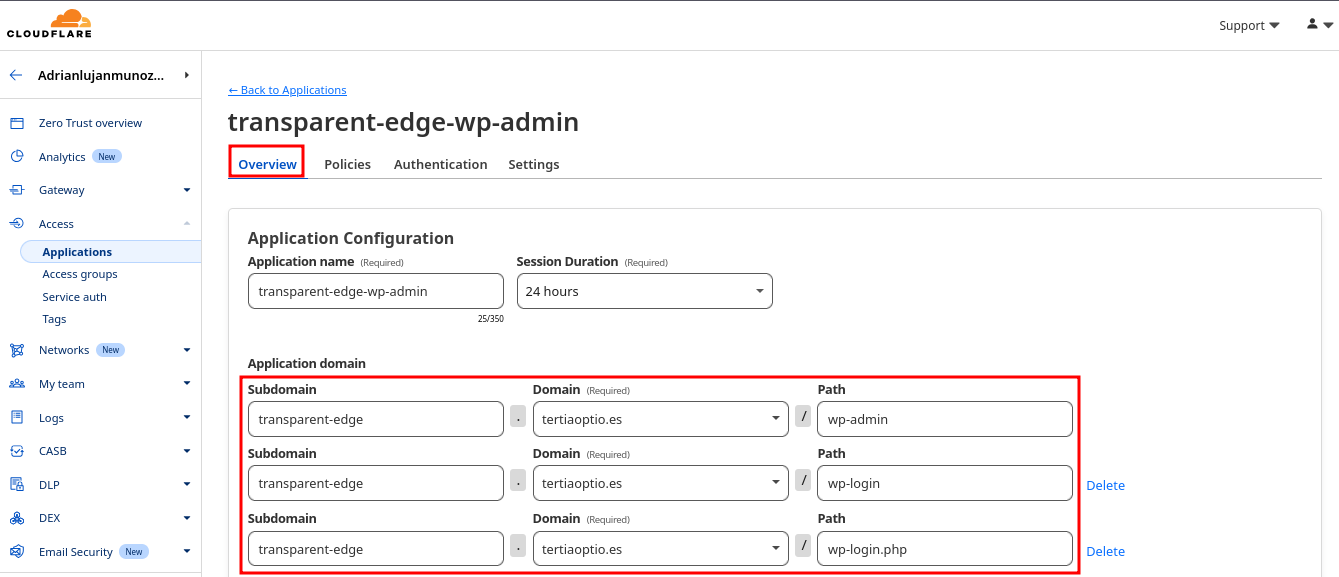 CLOUDFLARE
Support
Adrianlujanmunoz...
Zero Trust overview
Analytics New
Gateway
Access
Applications
Access groups
Service auth
Tags
Networks New
My team
Logs
CASB
DLP
DEX
Email Security New
← Back to Applications
transparent-edge-wp-admin
Overview Policies Authentication Settings
Application Configuration
Application name (Required) Session Duration (Required)
transparent-edge-wp-admin 24 hours
25/350
Application domain
Subdomain Domain (Required) Path
transparent-edge . tertiaoptio.es / wp-admin
Subdomain Domain (Required) Path
transparent-edge . tertiaoptio.es / wp-login Delete
Subdomain Domain (Required) Path
transparent-edge . tertiaoptio.es / wp-login.php Delete